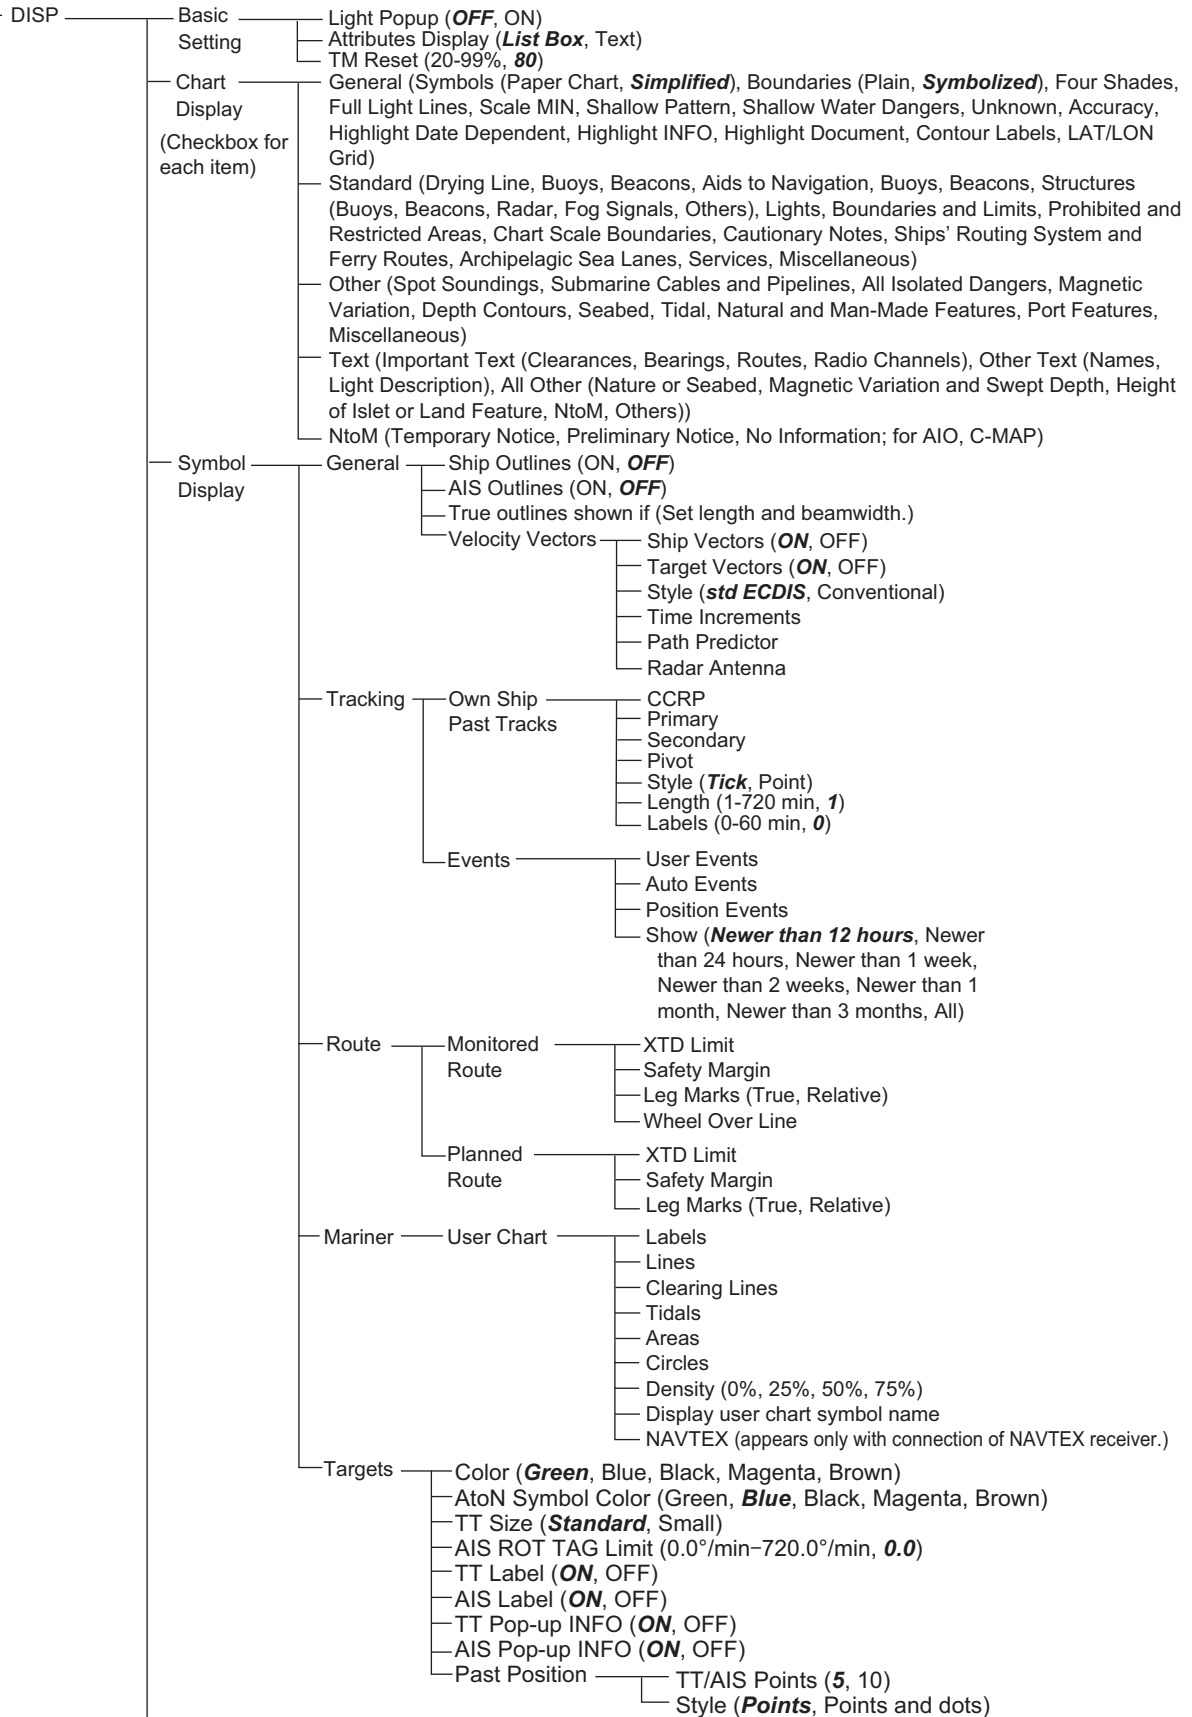 DISP
Basic
Setting
Light Popup (OFF, ON)
Attributes Display (List Box, Text)
TM Reset (20-99%, 80)
Chart
Display
(Checkbox for
each item)
General (Symbols (Paper Chart, Simplified), Boundaries (Plain, Symbolized), Four Shades,
Full Light Lines, Scale MIN, Shallow Pattern, Shallow Water Dangers, Unknown, Accuracy,
Highlight Date Dependent, Highlight INFO, Highlight Document, Contour Labels, LAT/LON
Grid)
Standard (Drying Line, Buoys, Beacons, Aids to Navigation, Buoys, Beacons, Structures
(Buoys, Beacons, Radar, Fog Signals, Others), Lights, Boundaries and Limits, Prohibited and
Restricted Areas, Chart Scale Boundaries, Cautionary Notes, Ships' Routing System and
Ferry Routes, Archipelagic Sea Lanes, Services, Miscellaneous)
Other (Spot Soundings, Submarine Cables and Pipelines, All Isolated Dangers, Magnetic
Variation, Depth Contours, Seabed, Tidal, Natural and Man-Made Features, Port Features,
Miscellaneous)
Text (Important Text (Clearances, Bearings, Routes, Radio Channels), Other Text (Names,
Light Description), All Other (Nature or Seabed, Magnetic Variation and Swept Depth, Height
of Islet or Land Feature, NtoM, Others))
NtoM (Temporary Notice, Preliminary Notice, No Information; for AIO, C-MAP)
Symbol
Display
General
Ship Outlines (ON, OFF)
AIS Outlines (ON, OFF)
True outlines shown if (Set length and beamwidth.)
Velocity Vectors
Ship Vectors (ON, OFF)
Target Vectors (ON, OFF)
Style (std ECDIS, Conventional)
Time Increments
Path Predictor
Radar Antenna
Tracking
Own Ship
Past Tracks
CCRP
Primary
Secondary
Pivot
Style (Tick, Point)
Length (1-720 min, 1)
Labels (0-60 min, 0)
Events
User Events
Auto Events
Position Events
Show (Newer than 12 hours, Newer
than 24 hours, Newer than 1 week,
Newer than 2 weeks, Newer than 1
month, Newer than 3 months, All)
Route
Monitored
Route
XTD Limit
Safety Margin
Leg Marks (True, Relative)
Wheel Over Line
Planned
Route
XTD Limit
Safety Margin
Leg Marks (True, Relative)
Mariner
User Chart
Labels
Lines
Clearing Lines
Tidals
Areas
Circles
Density (0%, 25%, 50%, 75%)
Display user chart symbol name
NAVTEX (appears only with connection of NAVTEX receiver.)
Targets
Color (Green, Blue, Black, Magenta, Brown)
AtoN Symbol Color (Green, Blue, Black, Magenta, Brown)
TT Size (Standard, Small)
AIS ROT TAG Limit (0.0°/min−720.0°/min, 0.0)
TT Label (ON, OFF)
AIS Label (ON, OFF)
TT Pop-up INFO (ON, OFF)
AIS Pop-up INFO (ON, OFF)
Past Position
TT/AIS Points (5, 10)
Style (Points, Points and dots)